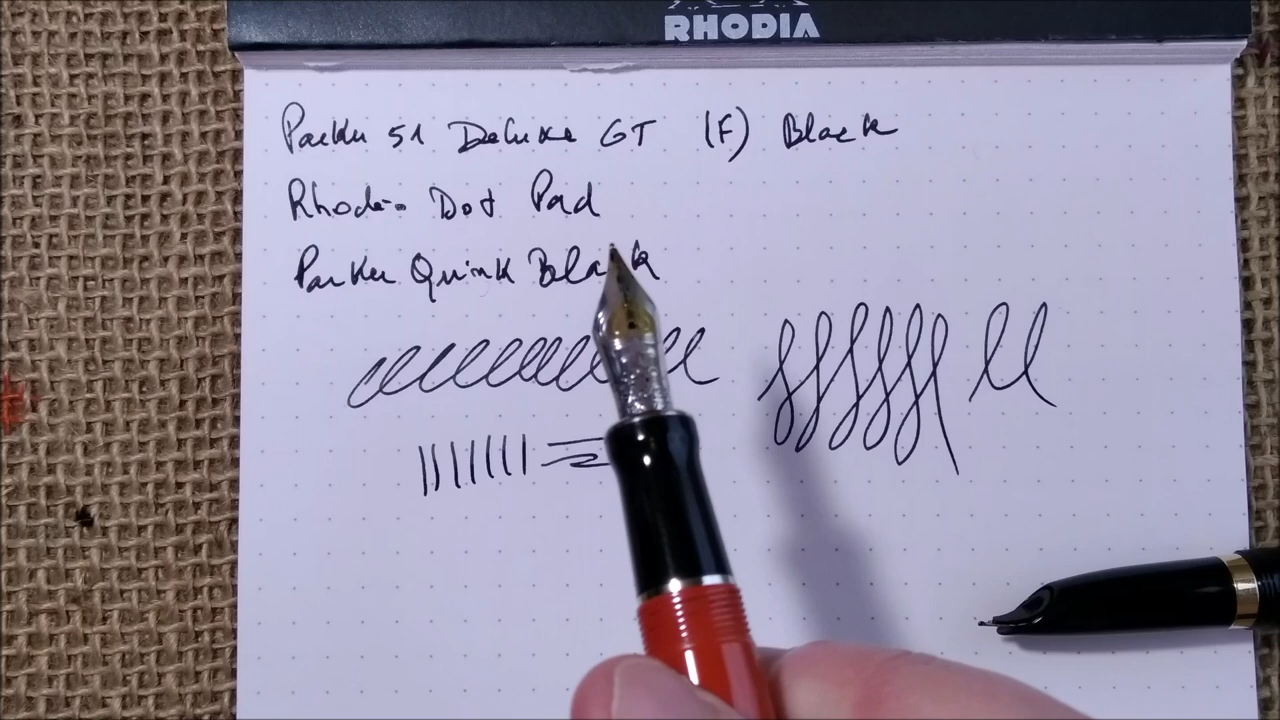 RHODIA
Parker 51 Deluxe GT (F) Black
Rhodia Dot Pad
Parker Quink Black